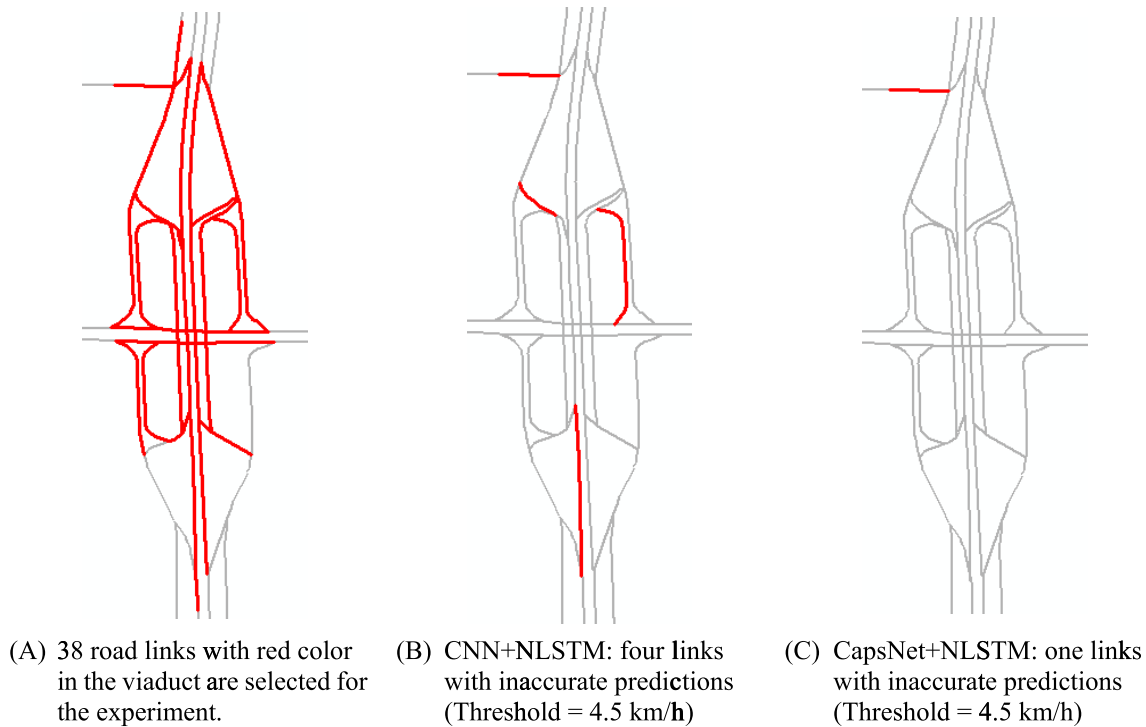 (A) 38 road links with red color
in the viaduct are selected for
the experiment.
(B) CNN+NLSTM: four links
with inaccurate predictions
(Threshold = 4.5 km/h)
(C) CapsNet+NLSTM: one links
with inaccurate predictions
(Threshold = 4.5 km/h)